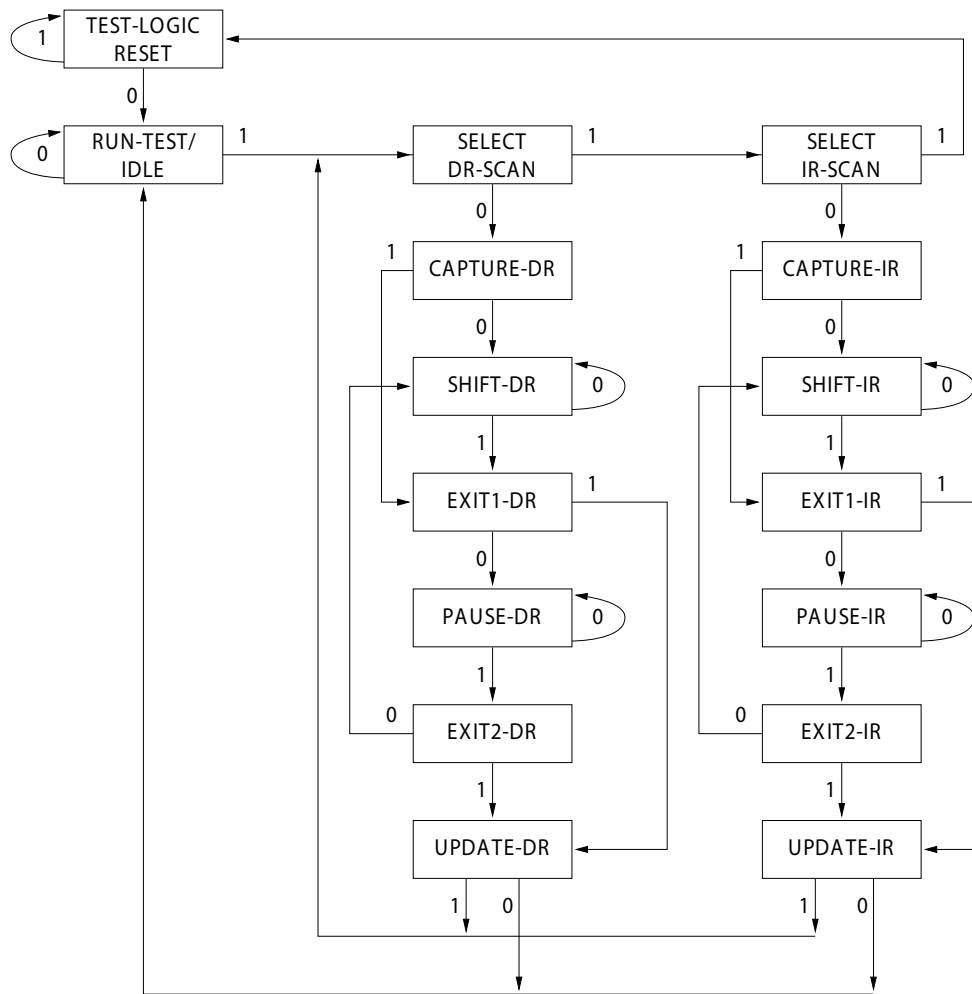 TEST-LOGIC
RESET
1
0
RUN-TEST/
IDLE
0
1
SELECT
DR-SCAN
1
SELECT
IR-SCAN
1
0
0
1
CAPTURE-DR
1
CAPTURE-IR
0
0
SHIFT-DR
0
SHIFT-IR
0
1
1
EXIT1-DR
1
EXIT1-IR
1
0
0
PAUSE-DR
0
PAUSE-IR
0
1
1
0
EXIT2-DR
0
EXIT2-IR
1
1
UPDATE-DR
UPDATE-IR
1
0
1
0